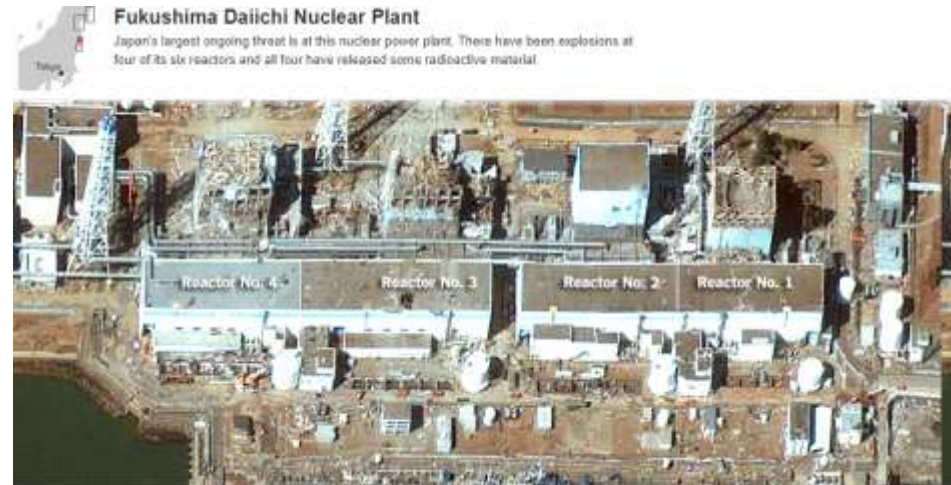 Fukushima Daiichi Nuclear Plant
Japan's largest ongoing threat is at this nuclear power plant. There have been explosions at
four of its six reactors and all four have released some radioactive material.
Tokyo
Reactor No. 4
Reactor No. 3
Reactor No. 2
Reactor No. 1